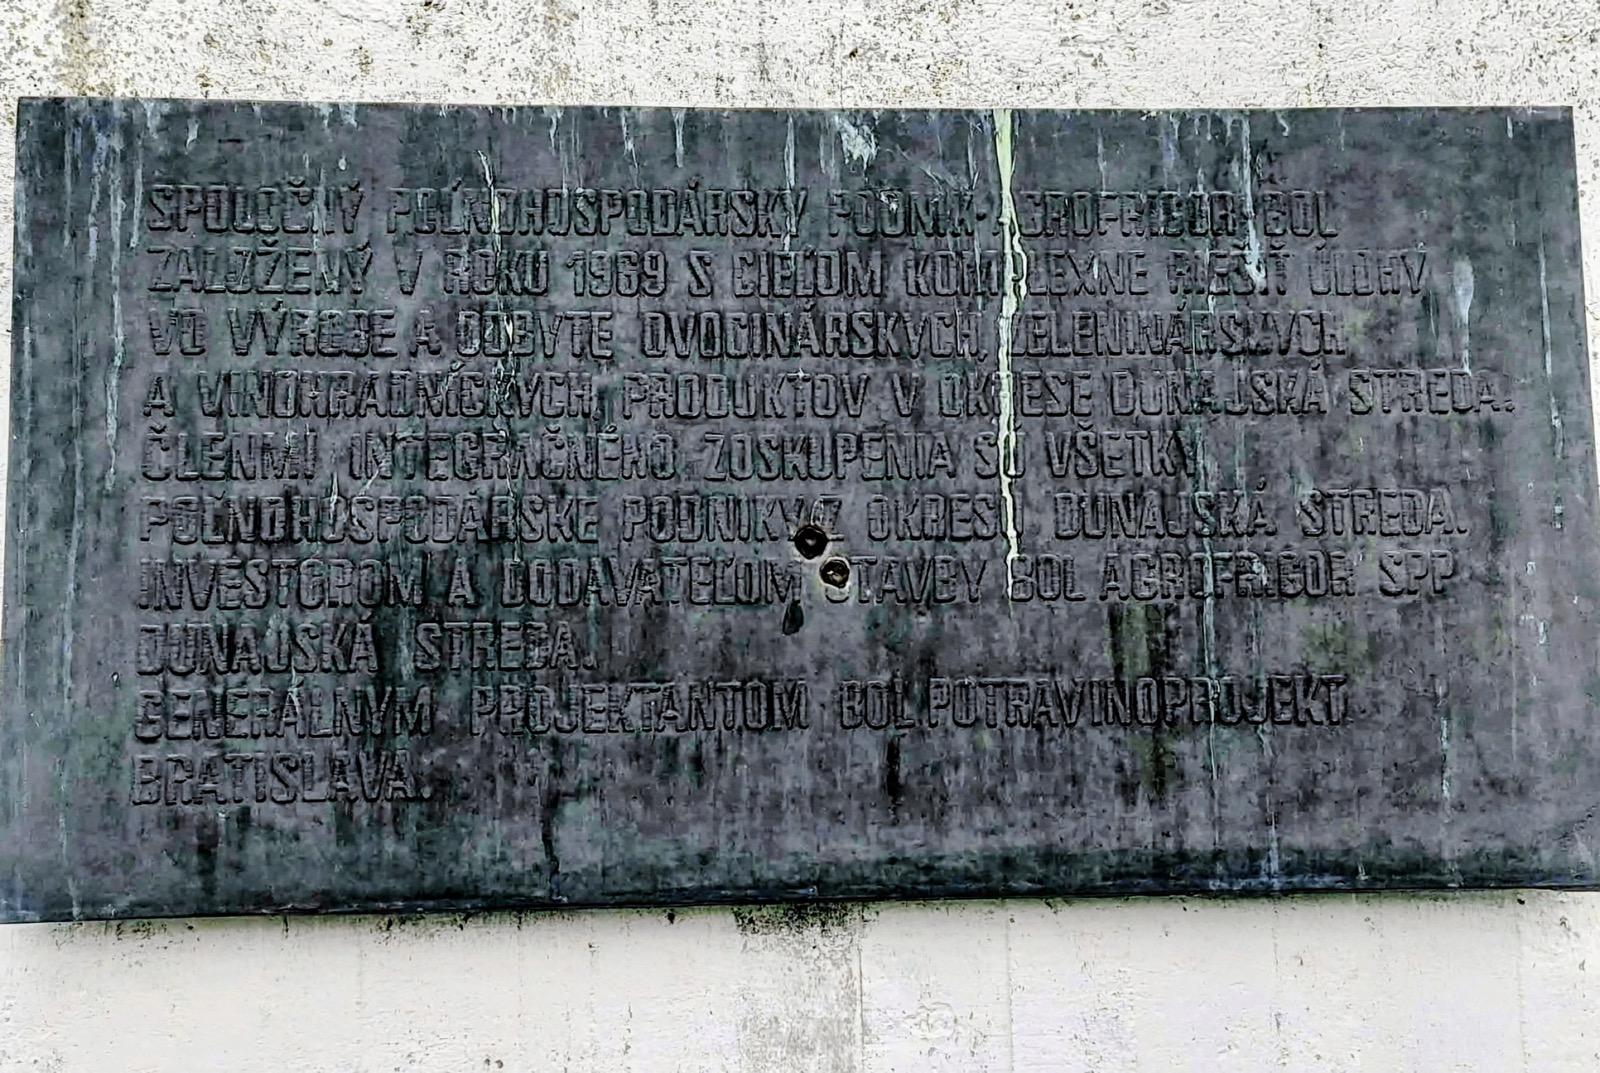 SPOLOČNÝ POĽNOHOSPODÁRSKY PODNIK-AGROFRIGOR BOL
ZALOŽENÝ V ROKU 1969 S CIEĽOM KOMPLEXNE RIEŠIŤ ÚLOHY
VO VÝROBE A ODBYTE OVOCINÁRSKYCH, ZELENINÁRSKYCH
A VINOHRADNÍCKYCH, PRODUKTOV V OKRESE DUNAJSKÁ STREDA.
ČLENMI INTEGRAČNÉHO ZOSKUPENIA SÚ VŠETKY
POĽNOHOSPODÁRSKE PODNIKY Z OKRESU DUNAJSKÁ STREDA.
INVESTOROM A DODÁVATEĽOM STAVBY BOL AGROFRIGOR SPP
DUNAJSKÁ STREDA.
GENERÁLNYM PROJEKTANTOM BOL POTRAVINOPROJEKT
BRATISLAVA.